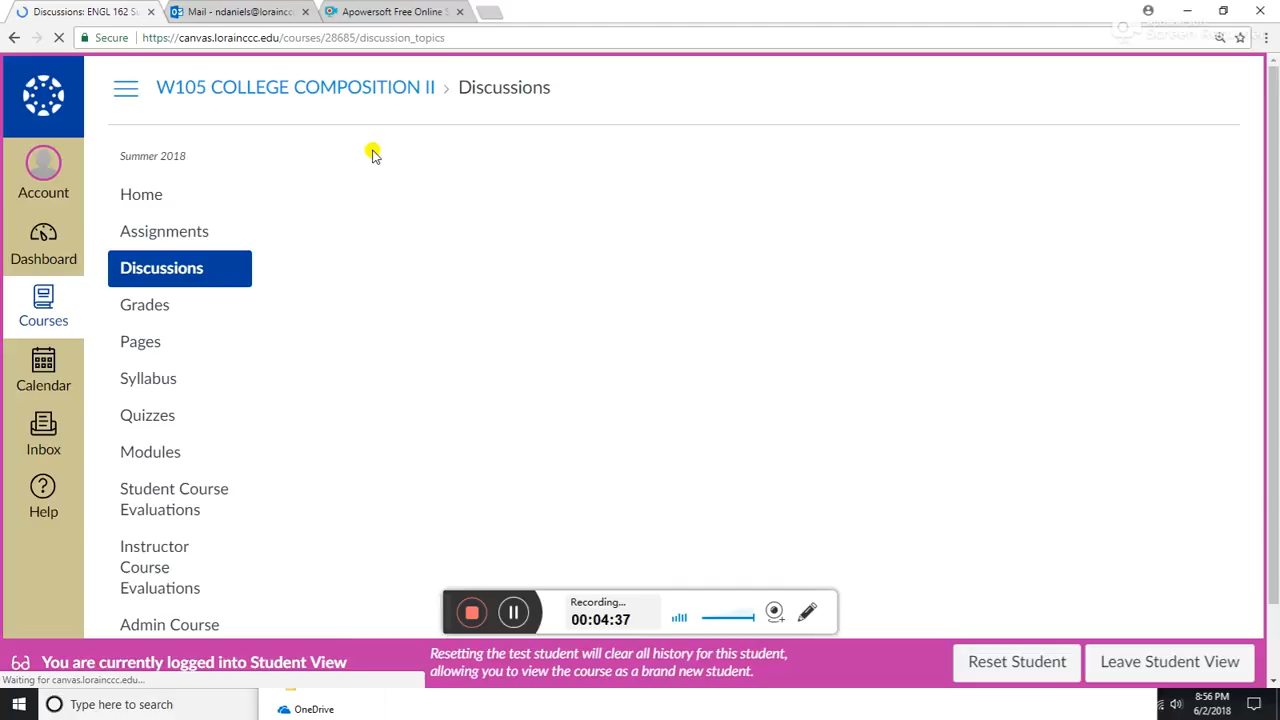 Discussions: ENGL 162 S
Mail - ndaniels@lorainccc
Apowersoft Free Online S
Secure
https://canvas.lorainccc.edu/courses/28685/discussion_topics
W105 COLLEGE COMPOSITION II > Discussions
Account
Dashboard
Courses
Calendar
Inbox
Help
Summer 2018
Home
Assignments
Discussions
Grades
Pages
Syllabus
Quizzes
Modules
Student Course
Evaluations
Instructor
Course
Evaluations
Admin Course
Recording...
00:04:37
You are currently logged into Student View
Resetting the test student will clear all history for this student,
allowing you to view the course as a brand new student.
Reset Student
Leave Student View
Waiting for canvas.lorainccc.edu...
Type here to search
OneDrive
8:56 PM
6/2/2018